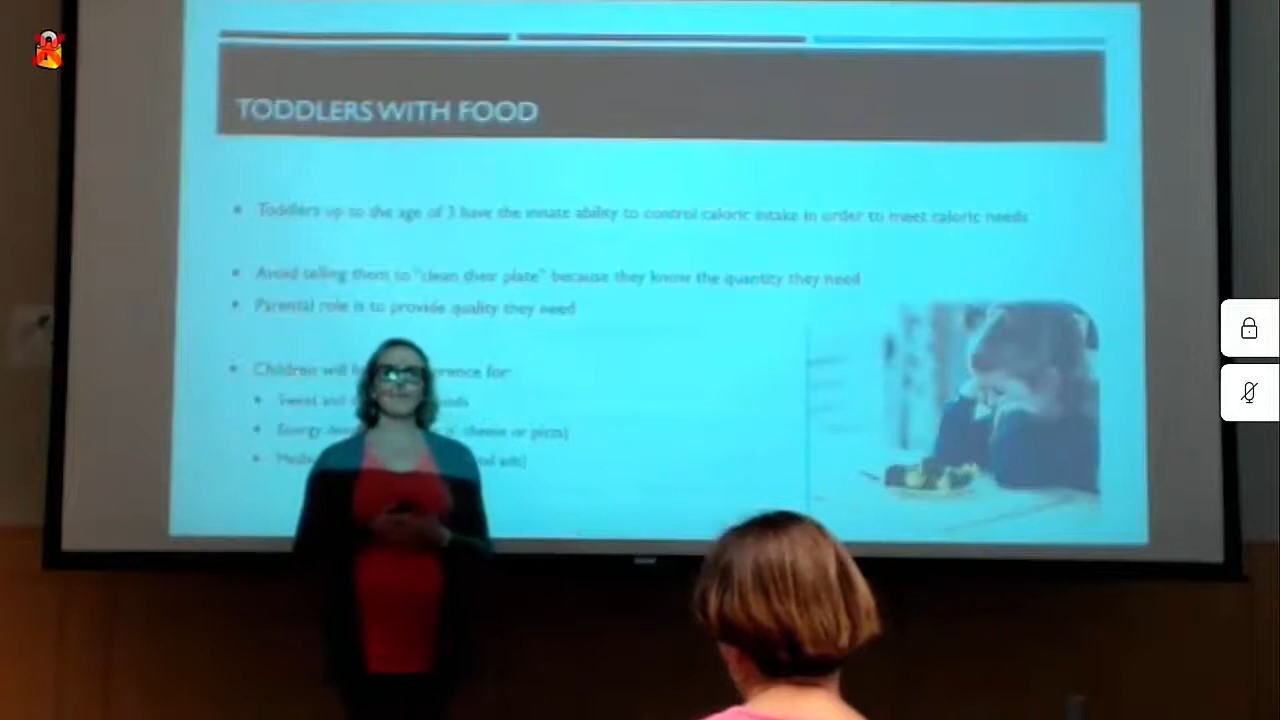 TODDLERS WITH FOOD
• Toddlers up to the age of 3 have the innate ability to control caloric intake in order to meet caloric needs
• Avoid telling them to "clean their plate" because they know the quantity they need
• Parental role is to provide quality they need
• Children will for:
• Sweet and
• Energy cheese or pizza)
•